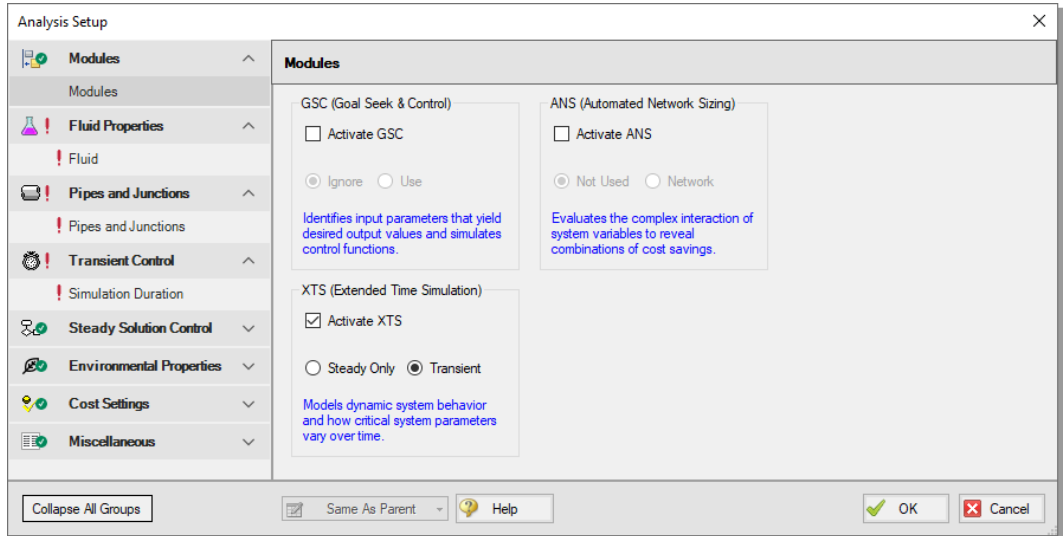 Analysis Setup
Modules
Modules
Fluid Properties
Fluid
Pipes and Junctions
Pipes and Junctions
Transient Control
Simulation Duration
Steady Solution Control
Environmental Properties
Cost Settings
Miscellaneous
Modules
GSC (Goal Seek & Control)
Activate GSC
Ignore Use
Identifies input parameters that yield
desired output values and simulates
control functions.
ANS (Automated Network Sizing)
Activate ANS
Not Used Network
Evaluates the complex interaction of
system variables to reveal
combinations of cost savings.
XTS (Extended Time Simulation)
Activate XTS
Steady Only Transient
Models dynamic system behavior
and how critical system parameters
vary over time.
Collapse All Groups
Same As Parent
Help
OK
Cancel